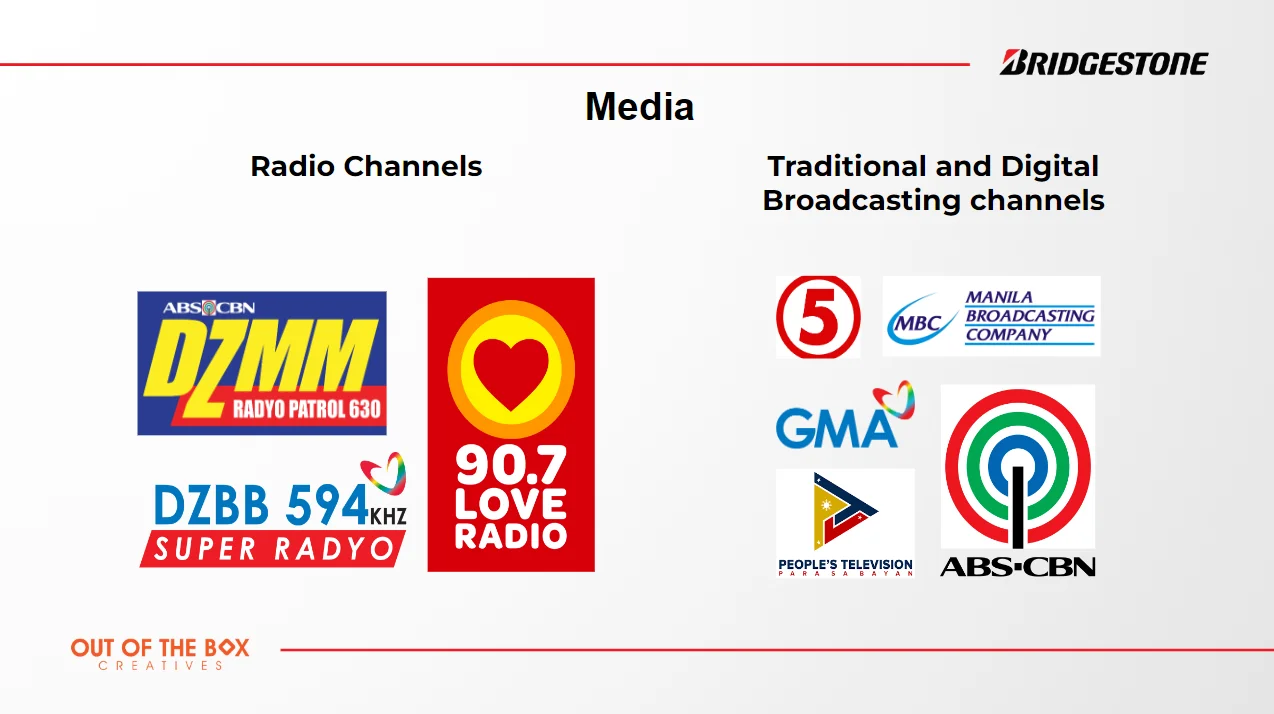 BRIDGESTONE
Media
Radio Channels
ABS CBN
DZMM
RADYO PATROL 630
DZBB 594 KHZ
SUPER RADYO
90.7
LOVE
RADIO
Traditional and Digital
Broadcasting channels
5
MBC
MANILA
BROADCASTING
COMPANY
GMA
PEOPLE'S TELEVISION
PARA SA BAYAN
ABS-CBN
OUT OF THE BOX
CREATIVES